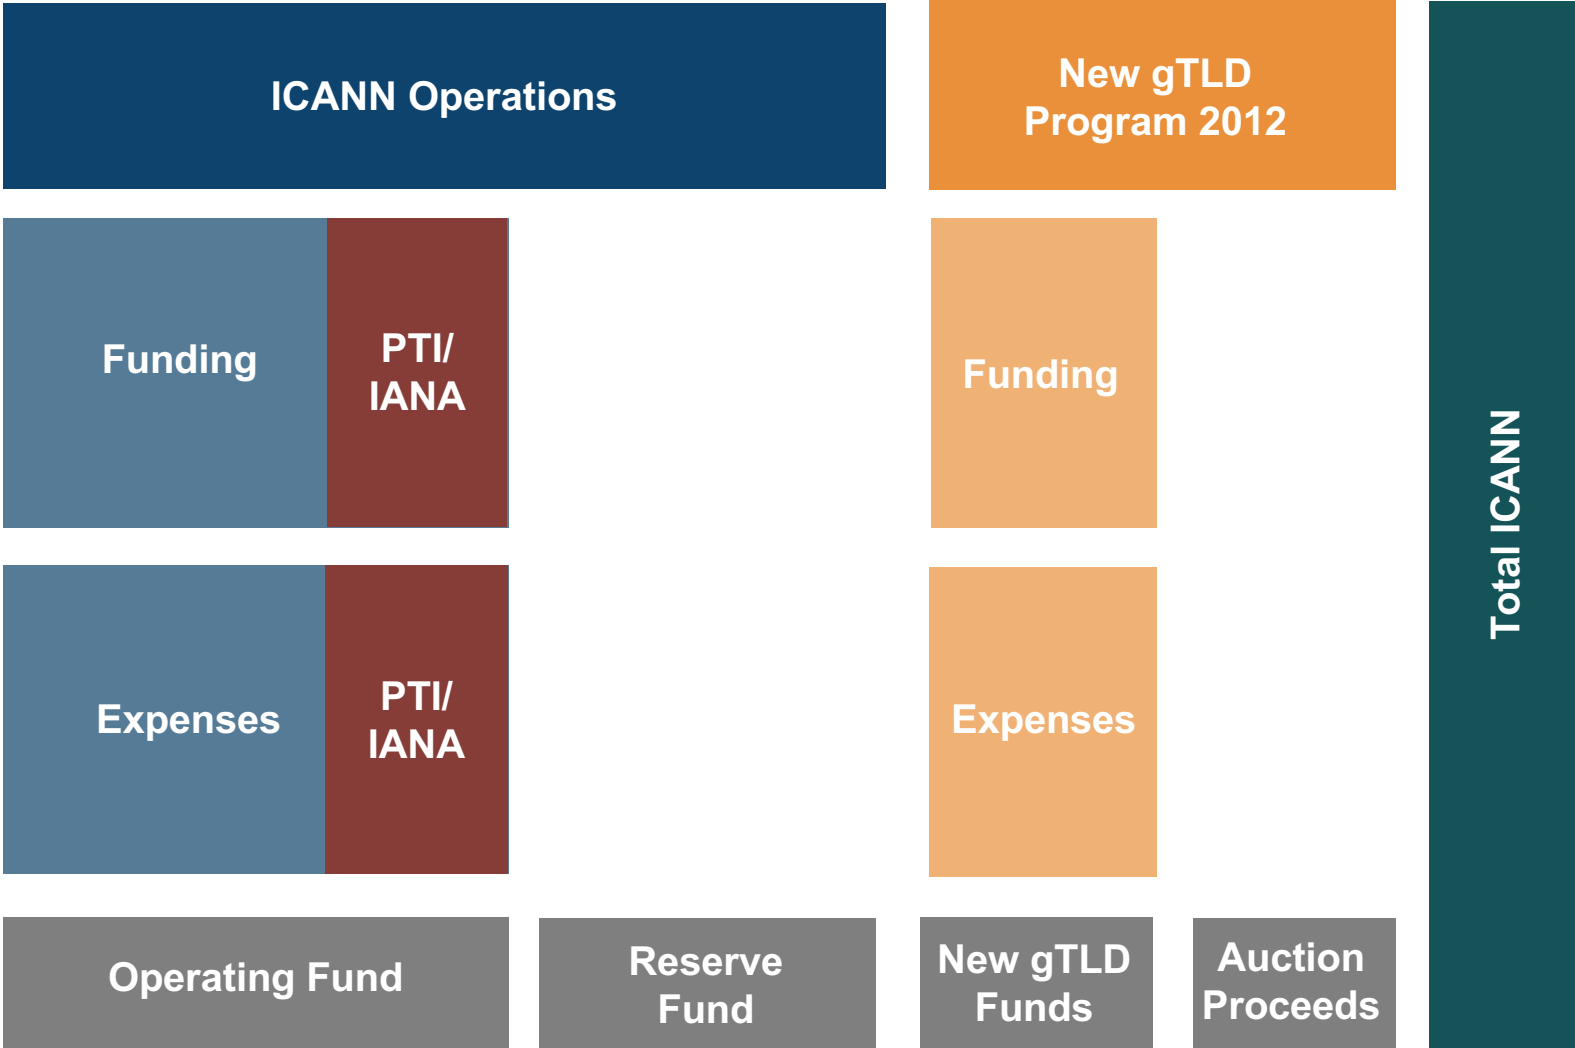 ICANN Operations
New gTLD
Program 2012
Funding
PTI/
IANA
Funding
Expenses
PTI/
IANA
Expenses
Operating Fund
Reserve
Fund
New gTLD
Funds
Auction
Proceeds
Total ICANN